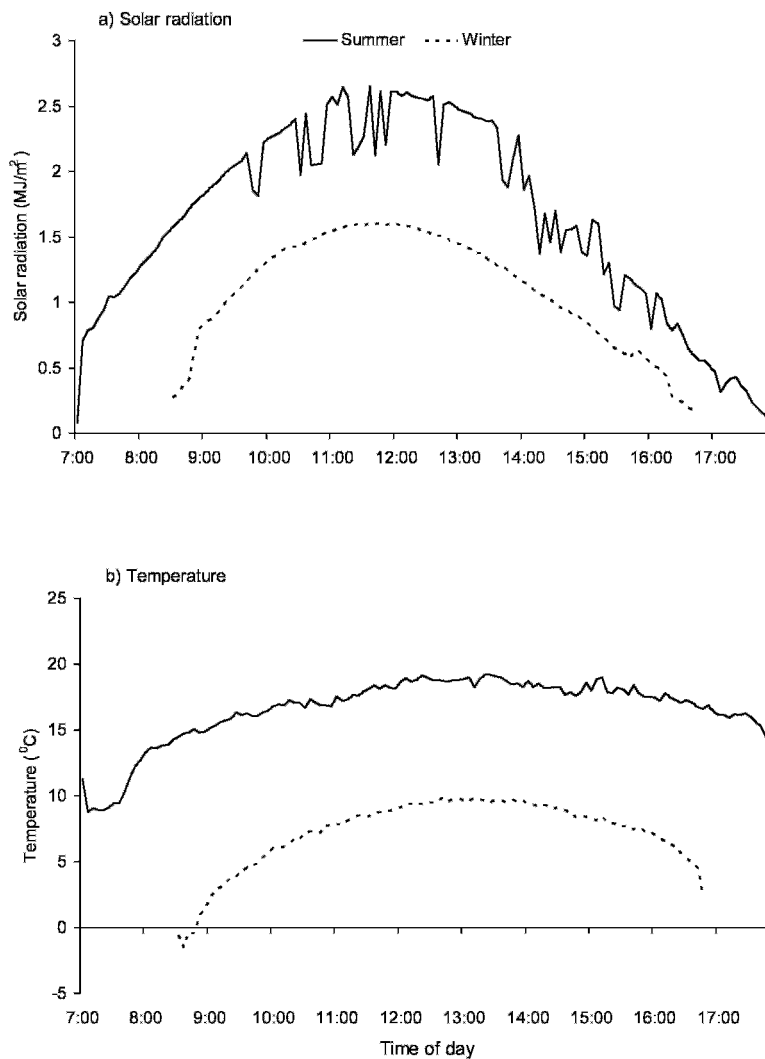 a) Solar radiation
Summer Winter
3
2.5
2
1.5
1
0.5
0
Solar radiation (MJ/m²)
7:00 8:00 9:00 10:00 11:00 12:00 13:00 14:00 15:00 16:00 17:00
b) Temperature
25
20
15
10
5
0
-5
Temperature (⁰C)
7:00 8:00 9:00 10:00 11:00 12:00 13:00 14:00 15:00 16:00 17:00
Time of day